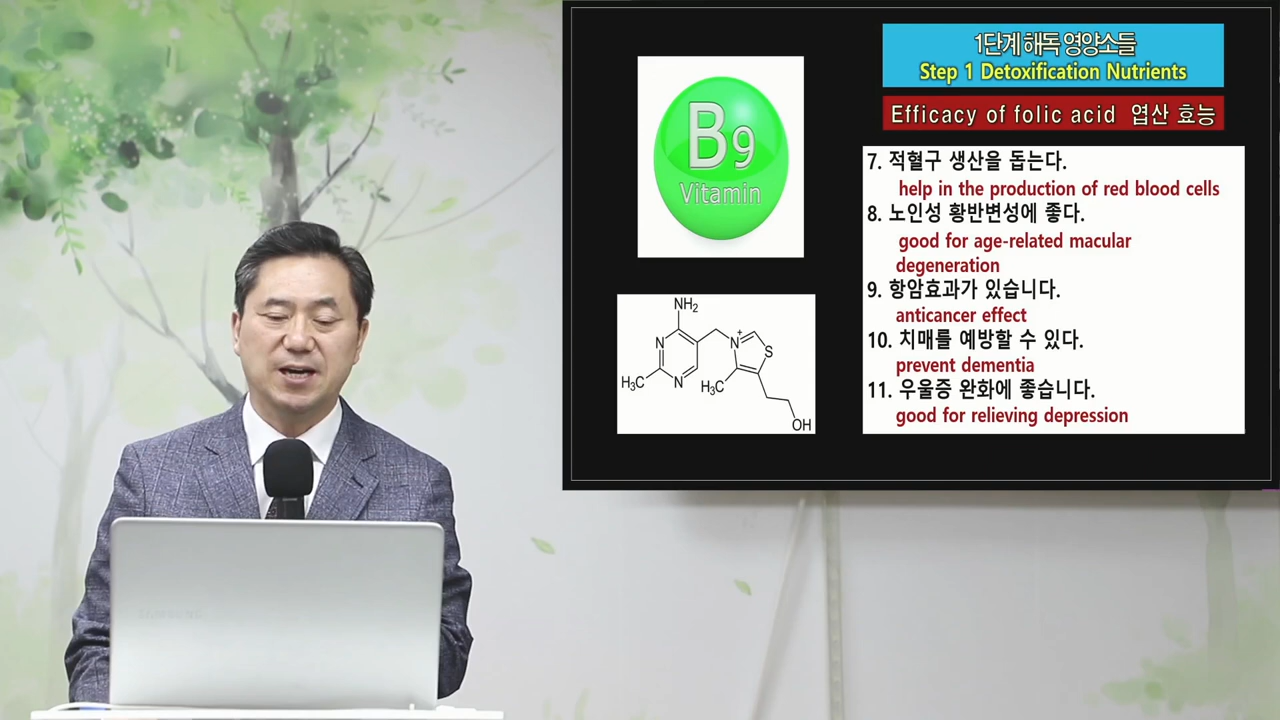 1단계 해독 영양소들
Step 1 Detoxification Nutrients
Efficacy of folic acid 엽산 효능
B9
Vitamin
7. 적혈구 생산을 돕는다.
help in the production of red blood cells
8. 노인성 황반변성에 좋다.
good for age-related macular
degeneration
9. 항암효과가 있습니다.
anticancer effect
10. 치매를 예방할 수 있다.
prevent dementia
11. 우울증 완화에 좋습니다.
good for relieving depression
NH₂
N
N
H₃C
N⁺
S
H₃C
OH